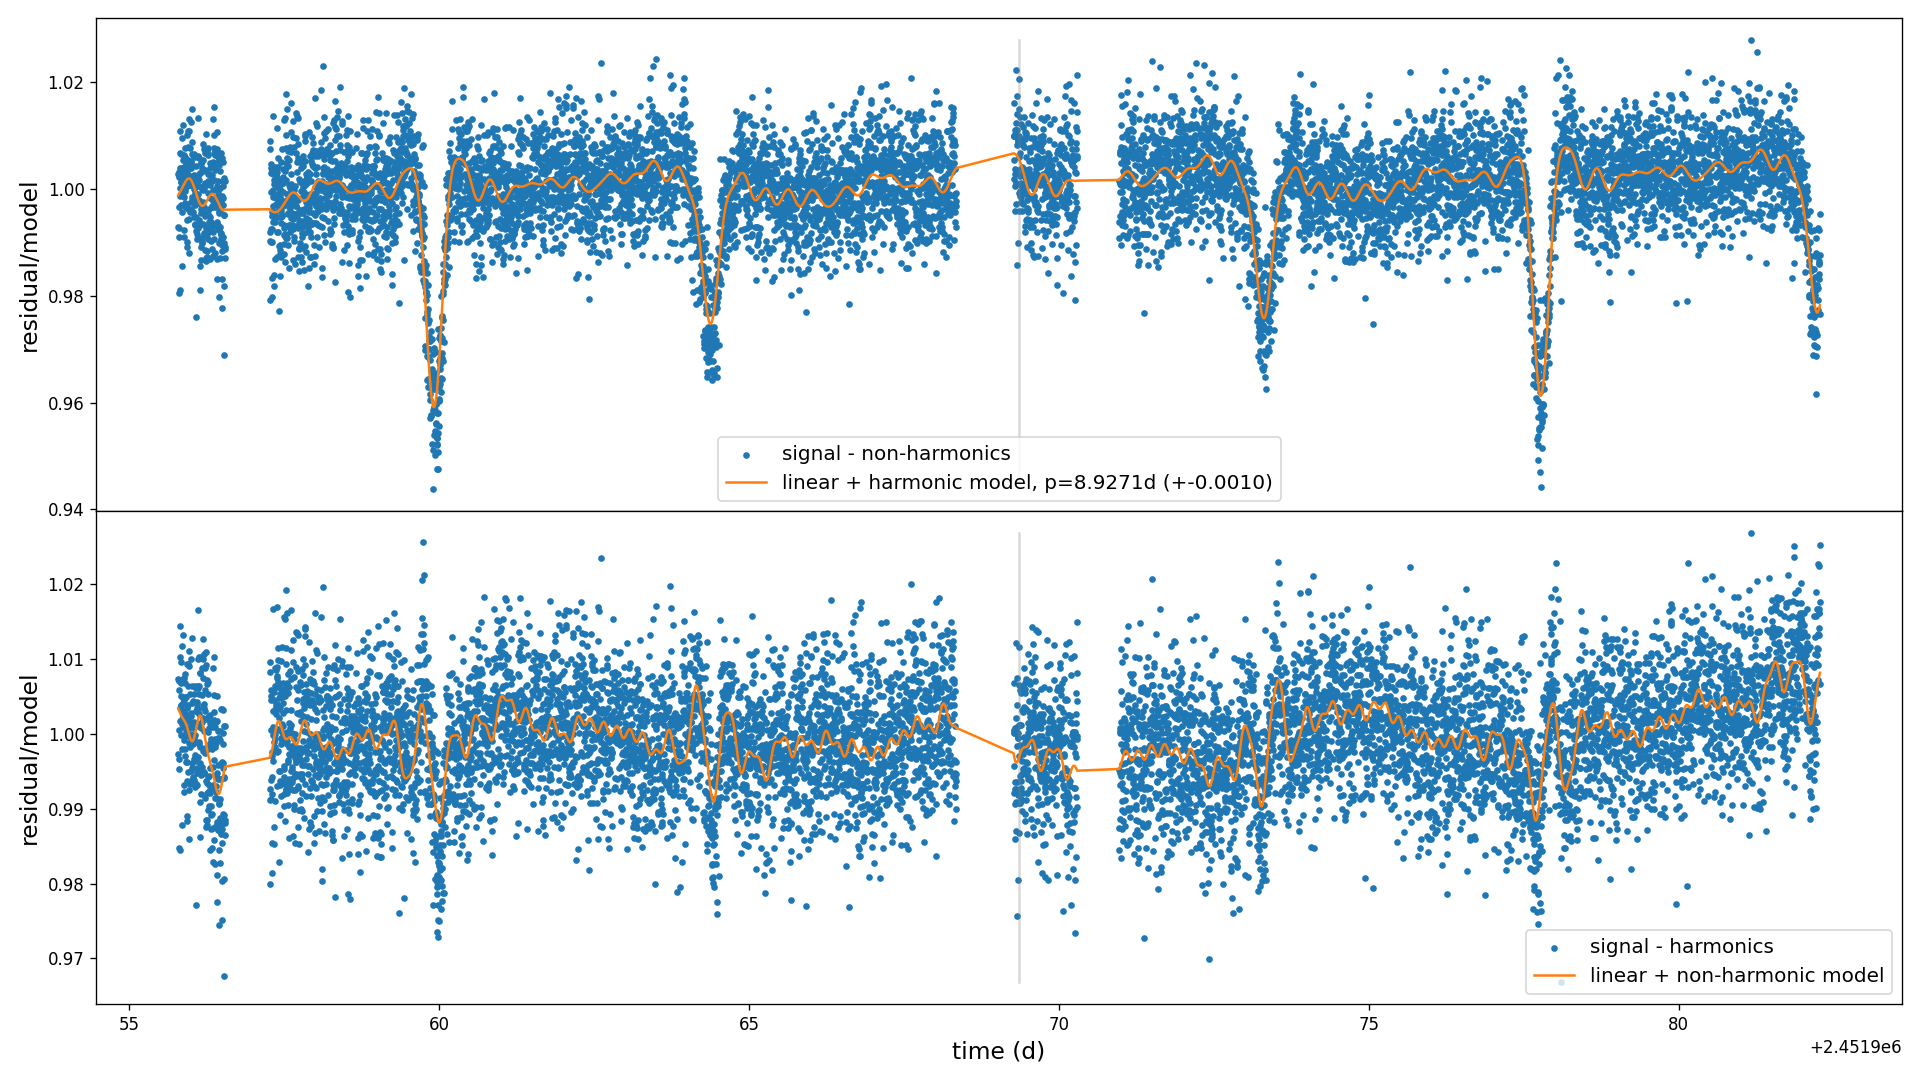 residual/model
1.02
1.00
0.98
0.96
0.94
signal - non-harmonics
linear + harmonic model, p=8.9271d (+-0.0010)
residual/model
1.02
1.01
1.00
0.99
0.98
0.97
signal - harmonics
linear + non-harmonic model
55
60
65
70
75
80
time (d)
+2.4519e6